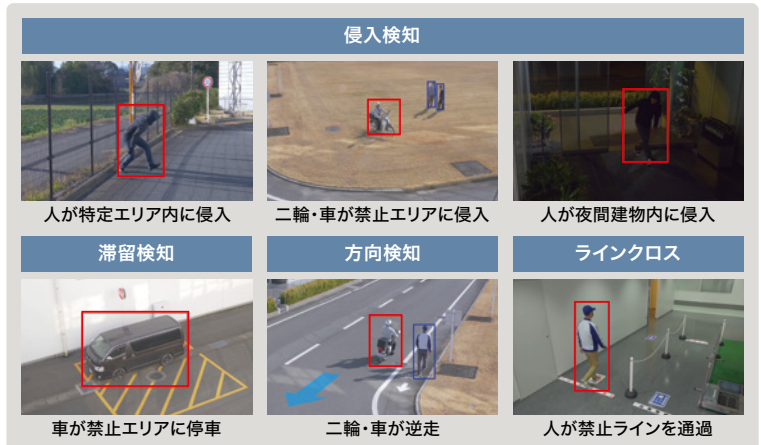 侵入検知
人が特定エリア内に侵入
二輪・車が禁止エリアに侵入
人が夜間建物内に侵入
滞留検知
方向検知
ラインクロス
車が禁止エリアに停車
二輪・車が逆走
人が禁止ラインを通過